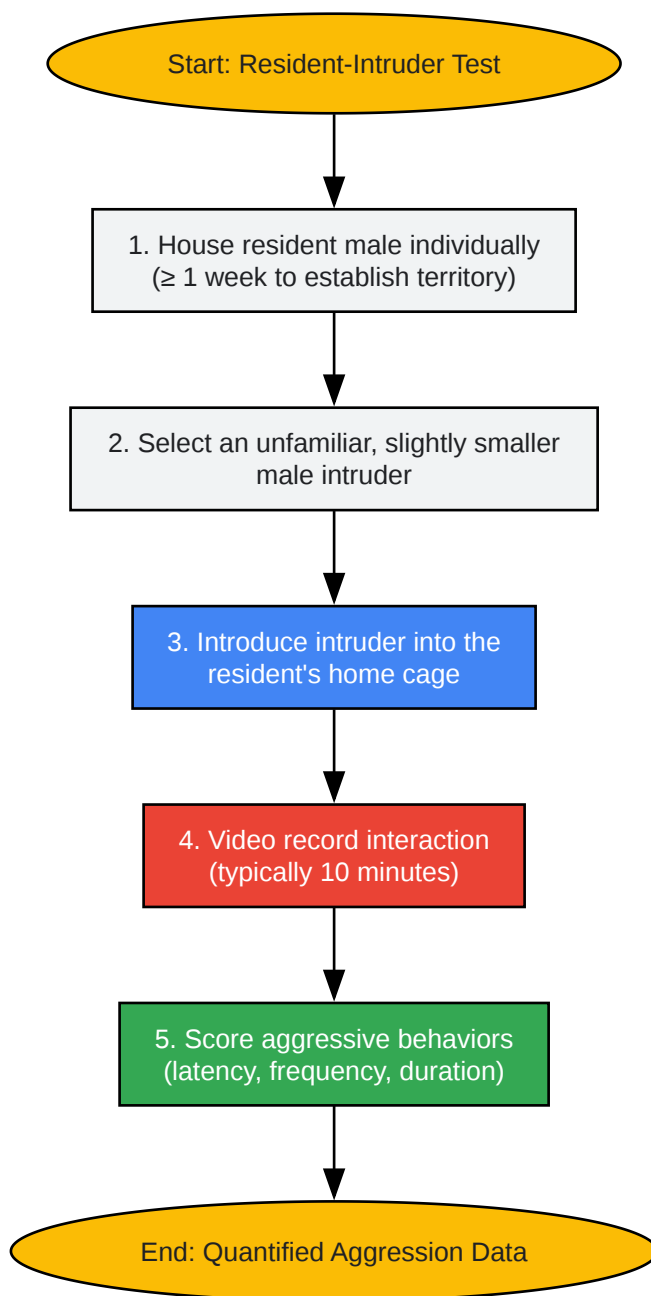 Start: Resident-Intruder Test
1. House resident male individually
(≥ 1 week to establish territory)
2. Select an unfamiliar, slightly smaller
male intruder
3. Introduce intruder into the
resident's home cage
4. Video record interaction
(typically 10 minutes)
5. Score aggressive behaviors
(latency, frequency, duration)
End: Quantified Aggression Data